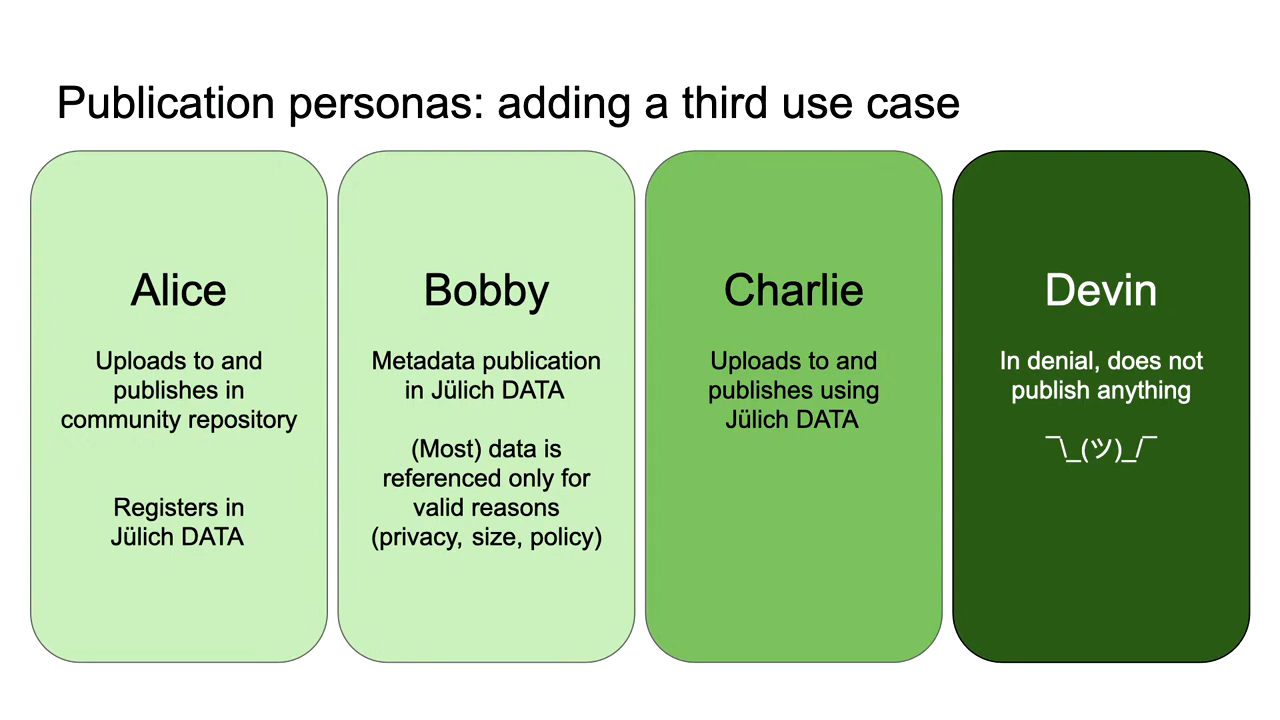 Publication personas: adding a third use case
Alice
Uploads to and
publishes in
community repository
Registers in
Jülich DATA
Bobby
Metadata publication
in Jülich DATA
(Most) data is
referenced only for
valid reasons
(privacy, size, policy)
Charlie
Uploads to and
publishes using
Jülich DATA
Devin
In denial, does not
publish anything
¯\_(ツ)_/¯